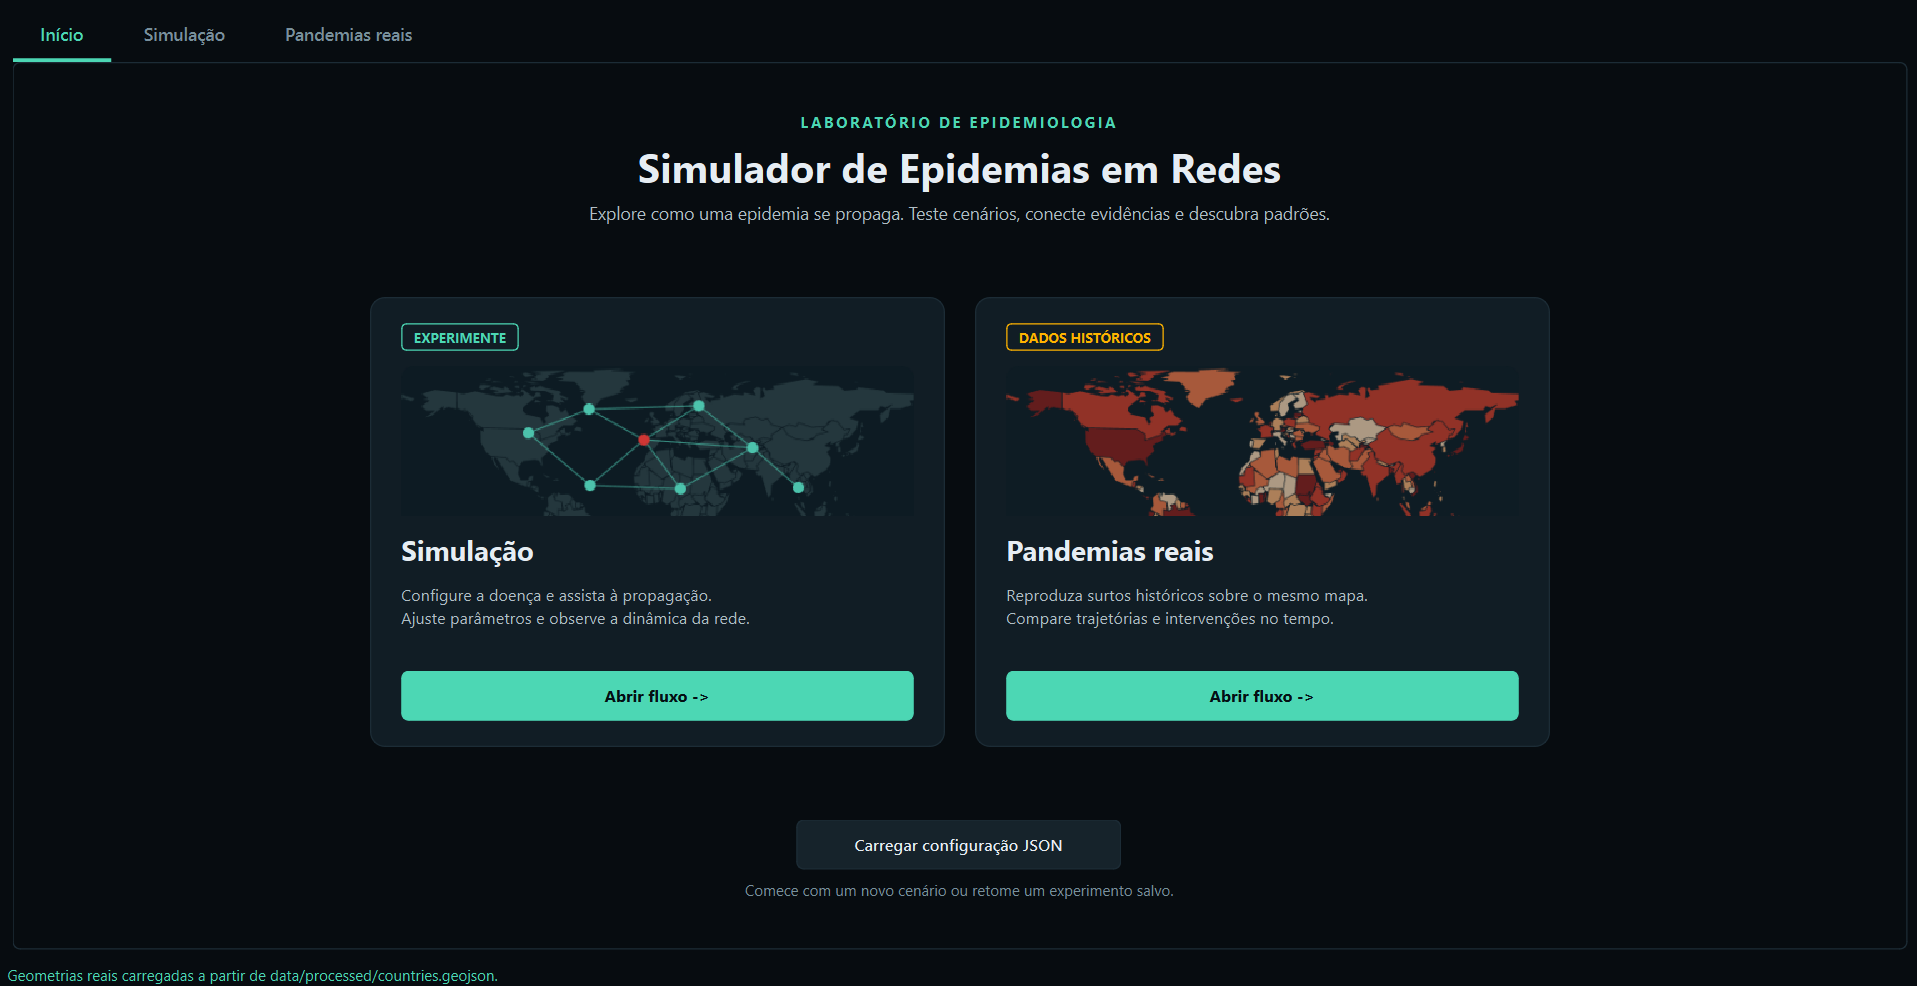 Início
Simulação
Pandemias reais
LABORATÓRIO DE EPIDEMIOLOGIA
Simulador de Epidemias em Redes
Explore como uma epidemia se propaga. Teste cenários, conecte evidências e descubra padrões.
EXPERIMENTE
Simulação
Configure a doença e assista à propagação.
Ajuste parâmetros e observe a dinâmica da rede.
Abrir fluxo ->
DADOS HISTÓRICOS
Pandemias reais
Reproduza surtos históricos sobre o mesmo mapa.
Compare trajetórias e intervenções no tempo.
Abrir fluxo ->
Carregar configuração JSON
Comece com um novo cenário ou retome um experimento salvo.
Geometrias reais carregadas a partir de data/processed/countries.geojson.